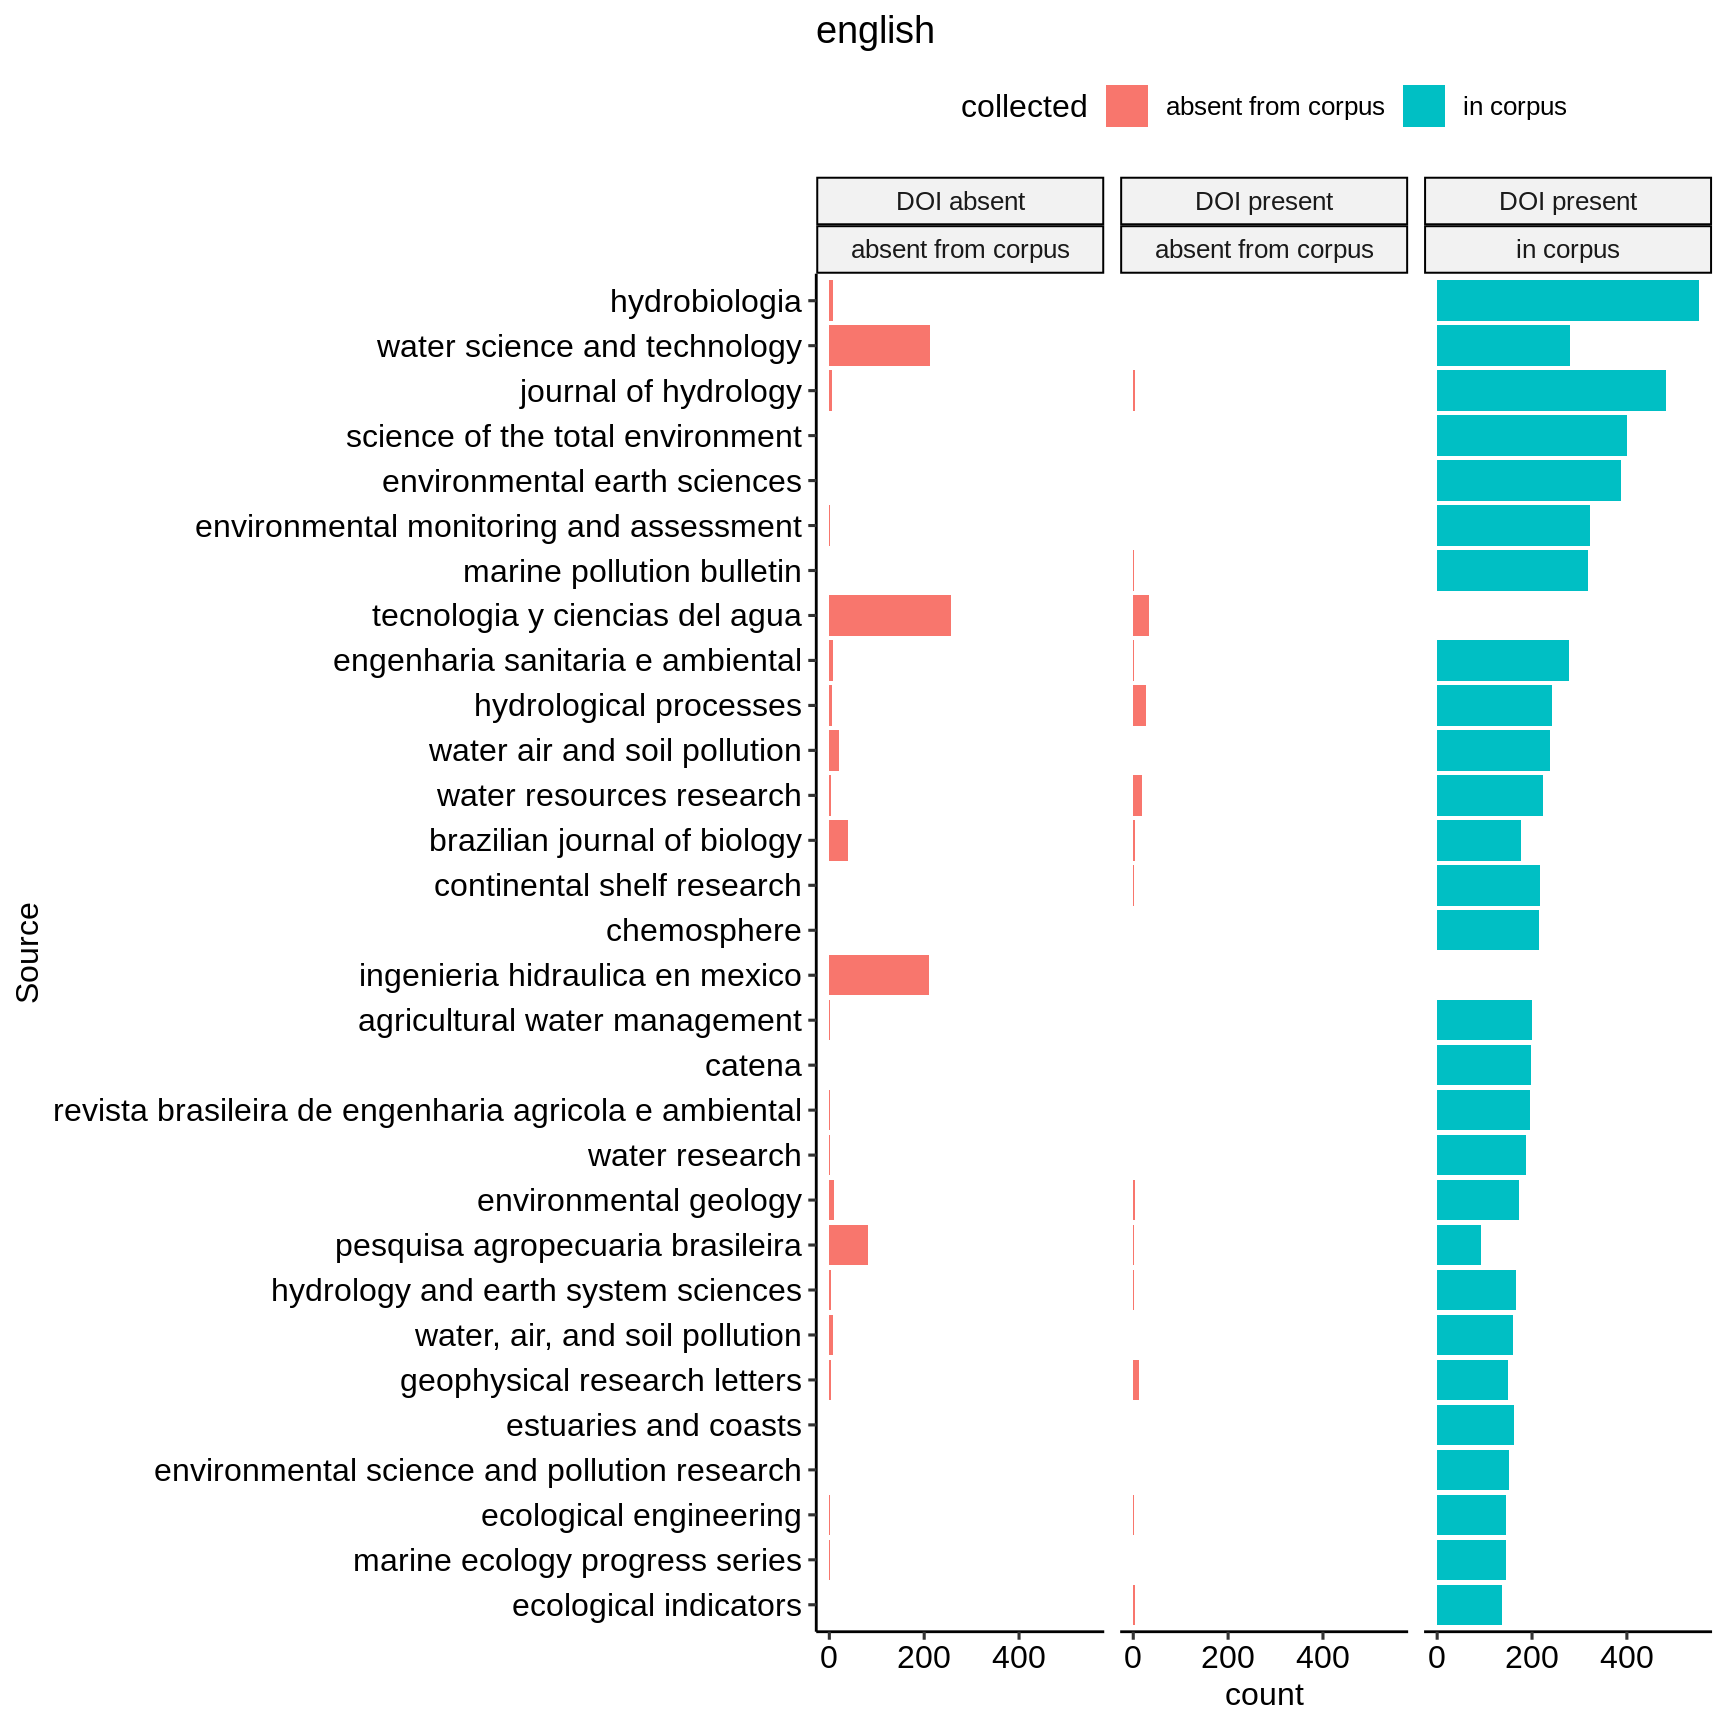 english
collected absent from corpus in corpus
DOI absent DOI present DOI present
absent from corpus absent from corpus in corpus
hydrobiologia
water science and technology
journal of hydrology
science of the total environment
environmental earth sciences
environmental monitoring and assessment
marine pollution bulletin
tecnologia y ciencias del agua
engenharia sanitaria e ambiental
hydrological processes
water air and soil pollution
water resources research
brazilian journal of biology
continental shelf research
chemosphere
ingenieria hidraulica en mexico
agricultural water management
catena
revista brasileira de engenharia agricola e ambiental
water research
environmental geology
pesquisa agropecuaria brasileira
hydrology and earth system sciences
water, air, and soil pollution
geophysical research letters
estuaries and coasts
environmental science and pollution research
ecological engineering
marine ecology progress series
ecological indicators
Source
0 200 400 0 200 400 0 200 400
count